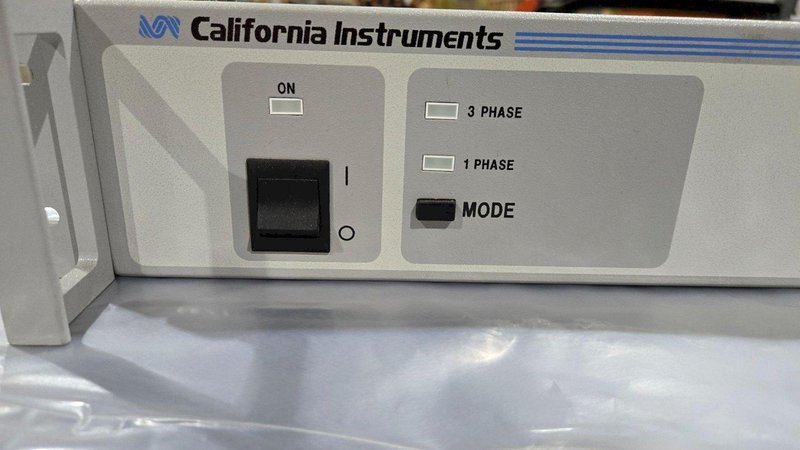 California Instruments
ON
3 PHASE
1 PHASE
MODE